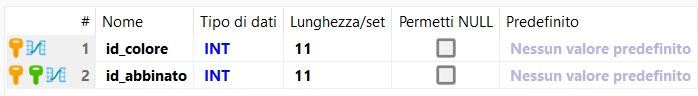 # Nome Tipo di dati Lunghezza/set Permetti NULL Predefinito
1 id_colore INT 11 Nessun valore predefinito
2 id_abbinato INT 11 Nessun valore predefinito